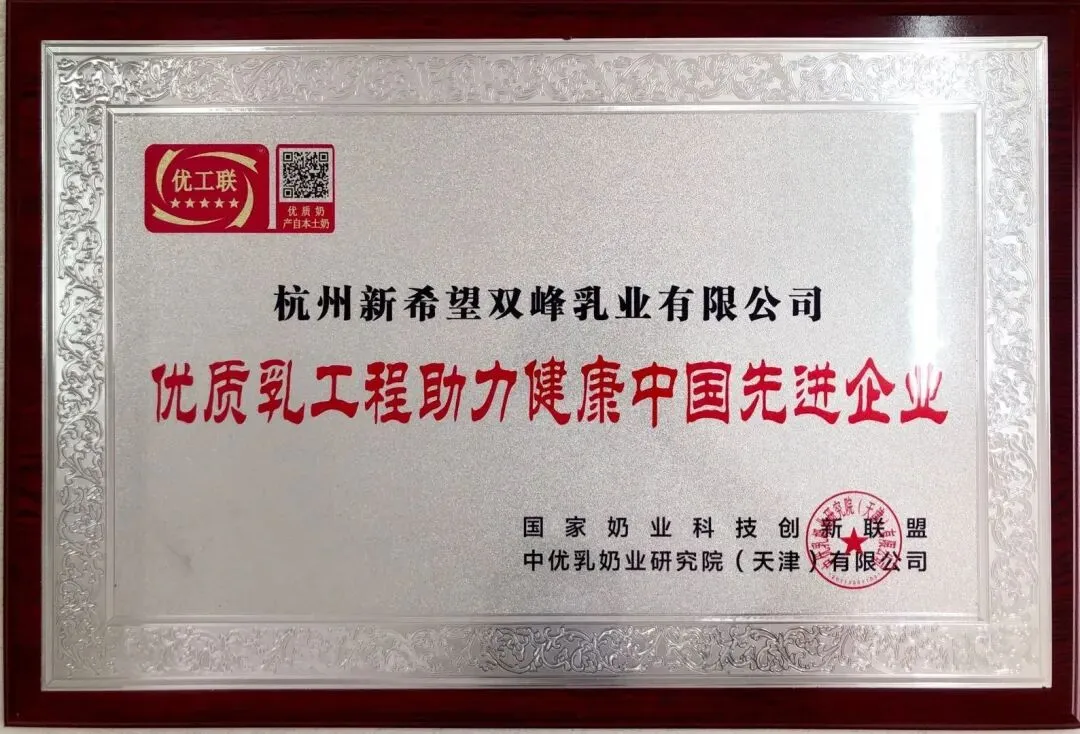 优工联
优质奶
产自本土奶
杭州新希望双峰乳业有限公司
优质乳工程助力健康中国先进企业
国家奶业科技创新联盟
中优乳奶业研究院（天津）有限公司